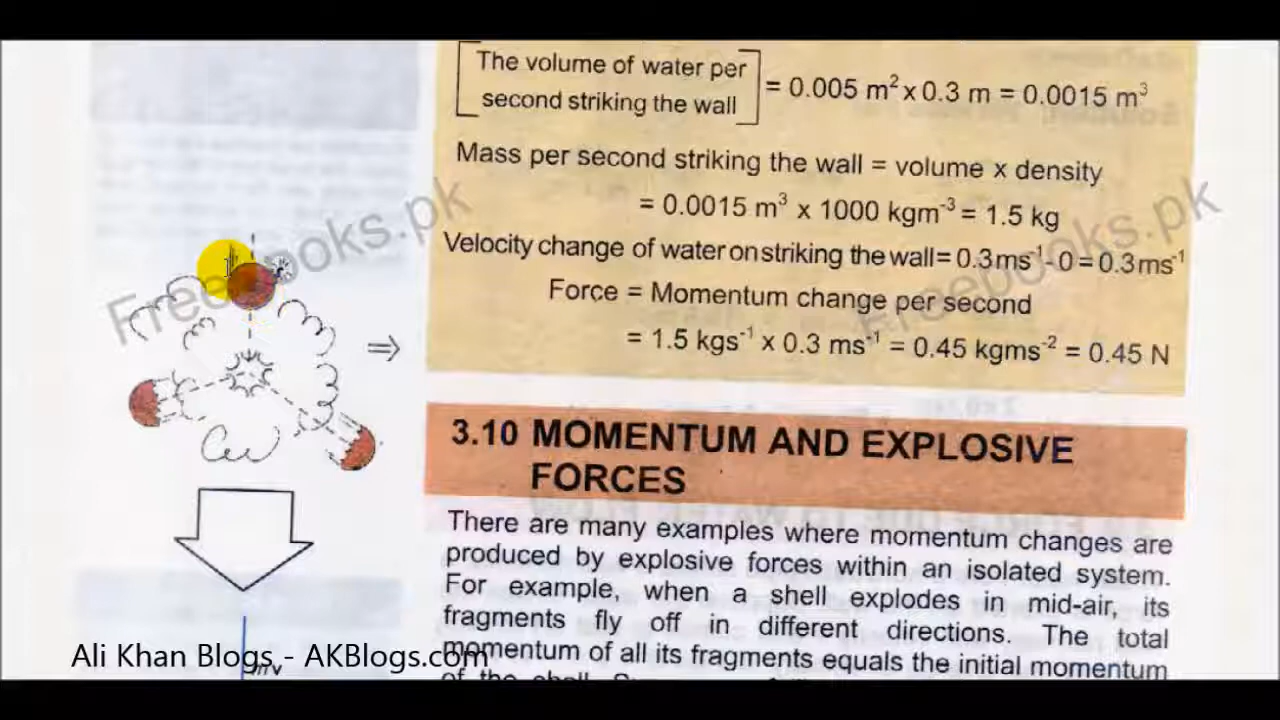 The volume of water per
second striking the wall
= 0.005 m² x 0.3 m = 0.0015 m³
Mass per second striking the wall = volume x density
= 0.0015 m³ x 1000 kgm⁻³ = 1.5 kg
Velocity change of water on striking the wall = 0.3 ms⁻¹ - 0 = 0.3 ms⁻¹
Force = Momentum change per second
= 1.5 kgs⁻¹ x 0.3 ms⁻¹ = 0.45 kgms⁻² = 0.45 N
3.10 MOMENTUM AND EXPLOSIVE
FORCES
There are many examples where momentum changes are
produced by explosive forces within an isolated system.
For example, when a shell explodes in mid-air, its
fragments fly off in different directions. The total
momentum of all its fragments equals the initial momentum
of the shell.
Freebooks.pk
Freebooks.pk
Ali Khan Blogs - AKBlogs.com
mv